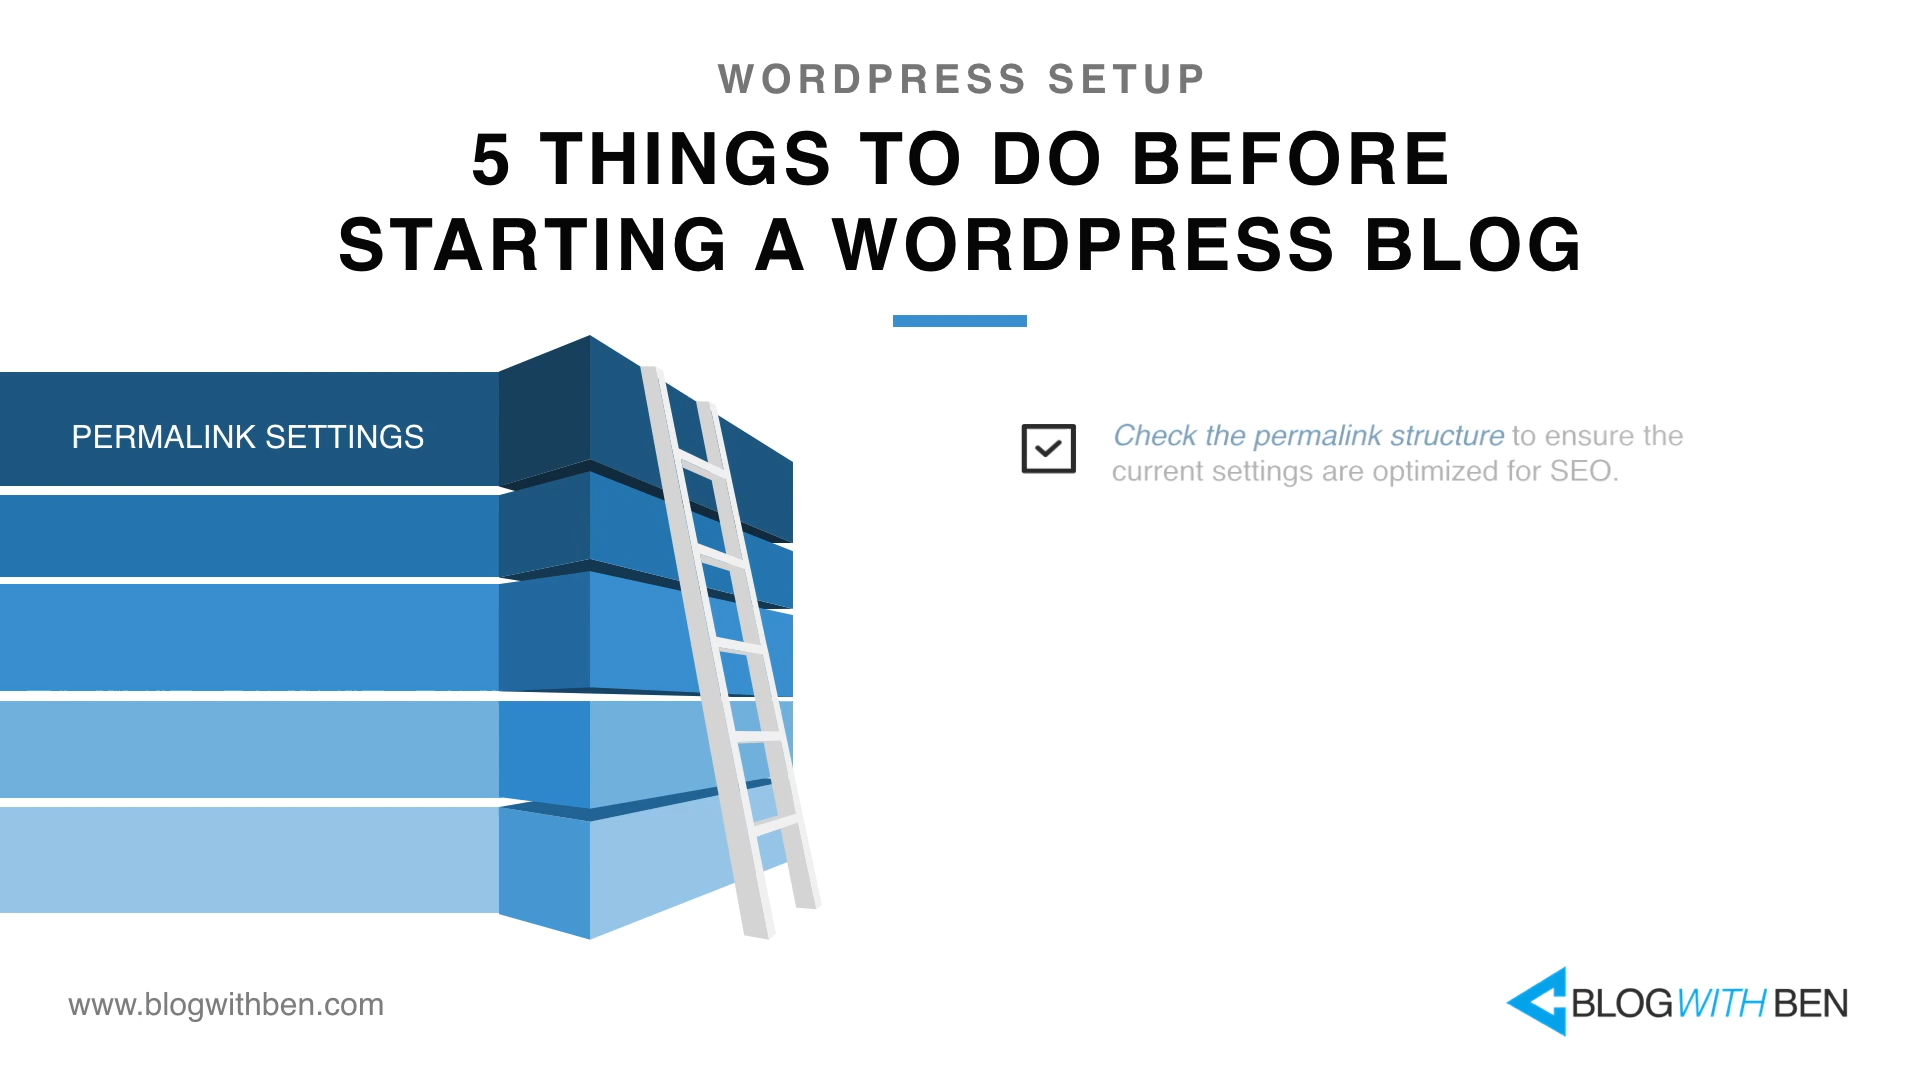 WORDPRESS SETUP
5 THINGS TO DO BEFORE
STARTING A WORDPRESS BLOG
PERMALINK SETTINGS
Check the permalink structure to ensure the
current settings are optimized for SEO.
www.blogwithben.com
BLOGWITHBEN